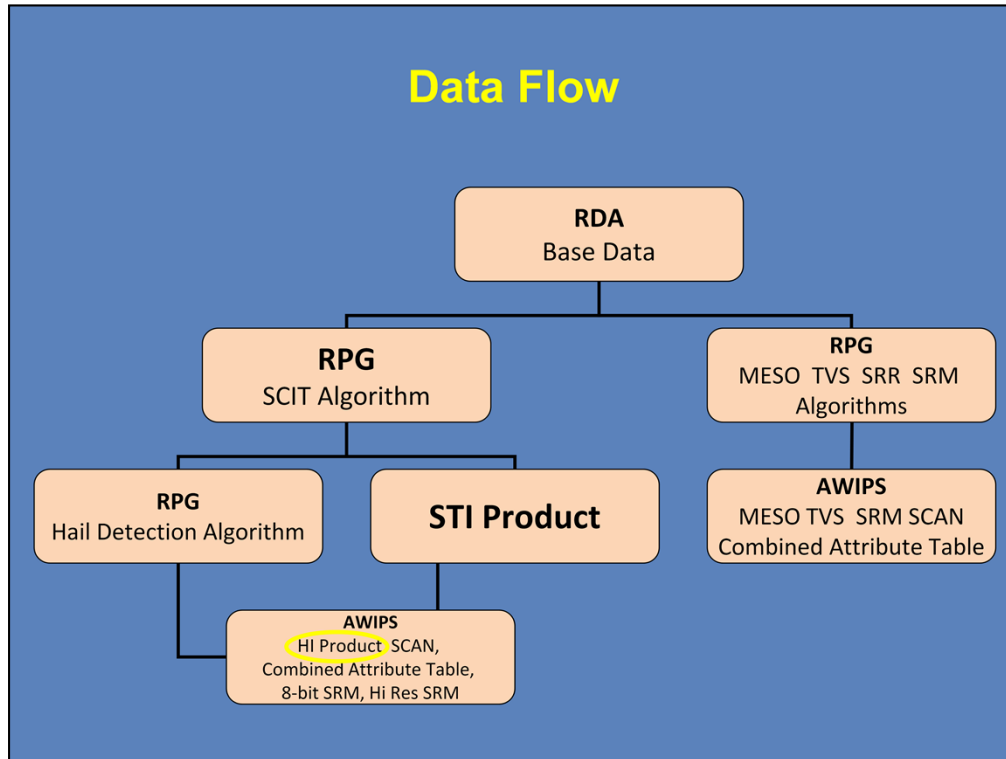 Data Flow
RDA
Base Data
RPG
SCIT Algorithm
RPG
MESO TVS SRR SRM
Algorithms
RPG
Hail Detection Algorithm
STI Product
AWIPS
MESO TVS SRM SCAN
Combined Attribute Table
AWIPS
HI Product SCAN,
Combined Attribute Table,
8-bit SRM, Hi Res SRM